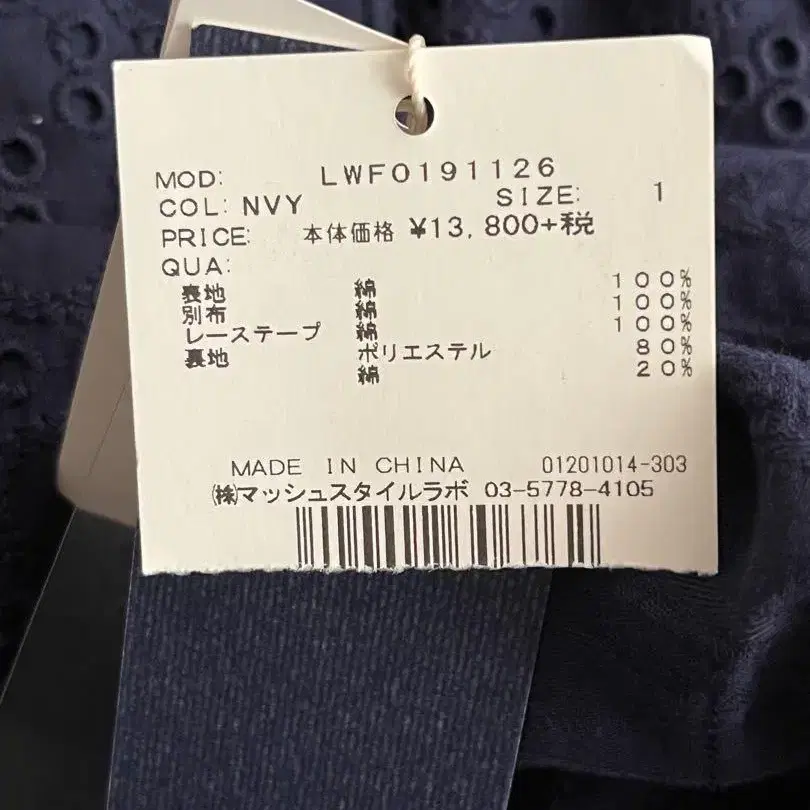 MOD: LWF0191126
COL: NVY SIZE: 1
PRICE: 本体価格 ¥13,800+税
QUA:
表地 綿 100%
別布 綿 100%
レーステープ 綿 100%
裏地 ポリエステル 80%
綿 20%
MADE IN CHINA 01201014-303
㈱マッシュスタイルラボ 03-5778-4105